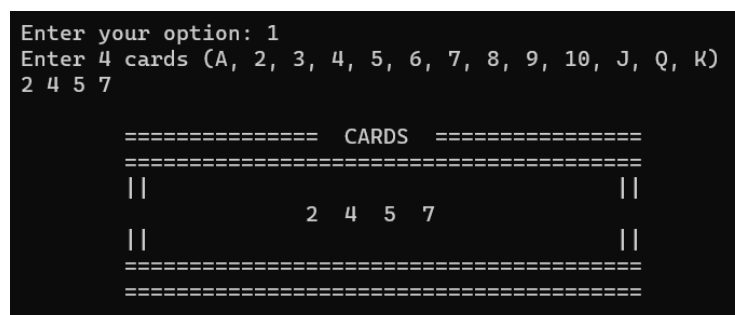 Enter your option: 1
Enter 4 cards (A, 2, 3, 4, 5, 6, 7, 8, 9, 10, J, Q, K)
2 4 5 7
===============  CARDS  ================
========================================
||                                    ||
2  4  5  7
||                                    ||
========================================
========================================